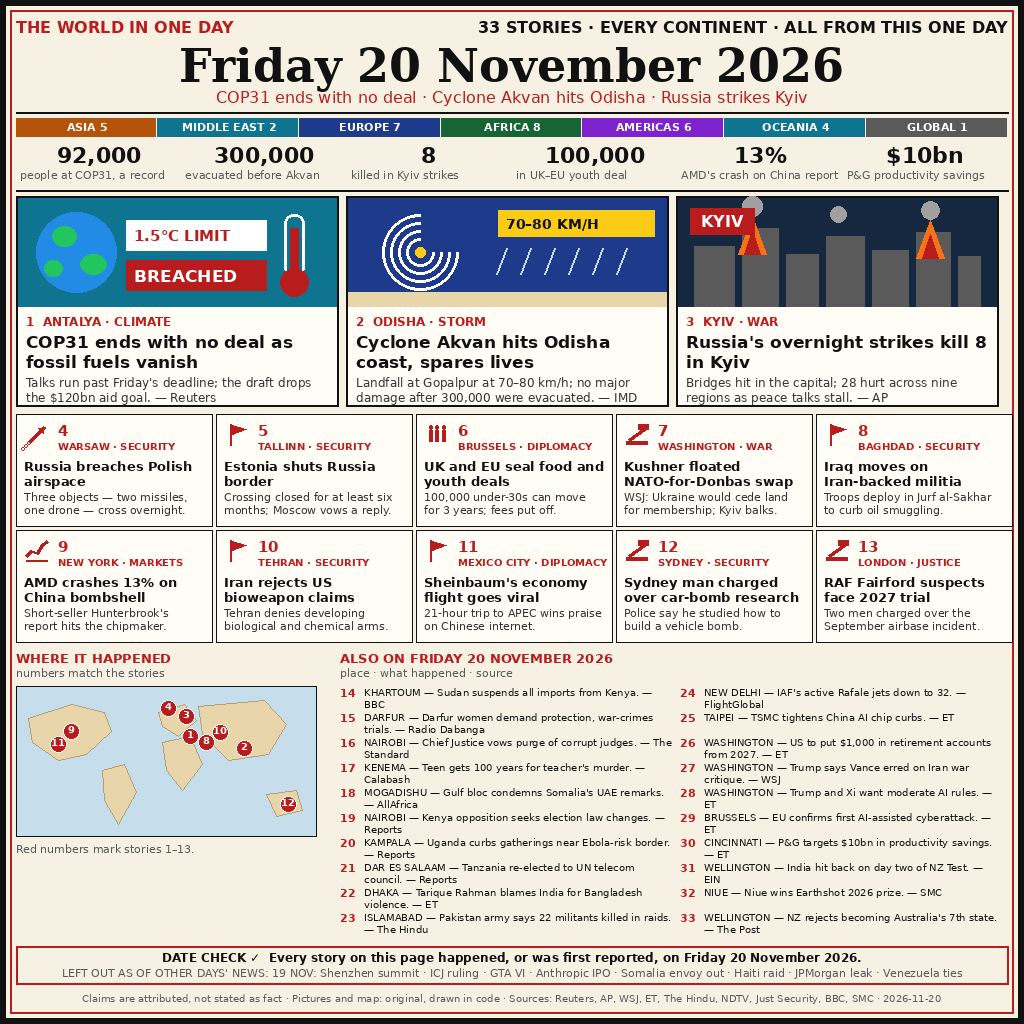 THE WORLD IN ONE DAY
33 STORIES · EVERY CONTINENT · ALL FROM THIS ONE DAY
Friday 20 November 2026
COP31 ends with no deal · Cyclone Akvan hits Odisha · Russia strikes Kyiv
ASIA 5
MIDDLE EAST 2
EUROPE 7
AFRICA 8
AMERICAS 6
OCEANIA 4
GLOBAL 1
92,000
people at COP31, a record
300,000
evacuated before Akvan
8
killed in Kyiv strikes
100,000
in UK–EU youth deal
13%
AMD's crash on China report
$10bn
P&G productivity savings
1.5°C LIMIT
BREACHED
1 ANTALYA · CLIMATE
COP31 ends with no deal as
fossil fuels vanish
Talks run past Friday's deadline; the draft drops
the $120bn aid goal. — Reuters
70–80 KM/H
2 ODISHA · STORM
Cyclone Akvan hits Odisha
coast, spares lives
Landfall at Gopalpur at 70–80 km/h; no major
damage after 300,000 were evacuated. — IMD
KYIV
3 KYIV · WAR
Russia's overnight strikes kill 8
in Kyiv
Bridges hit in the capital; 28 hurt across nine
regions as peace talks stall. — AP
4
WARSAW · SECURITY
Russia breaches Polish
airspace
Three objects — two missiles,
one drone — cross overnight.
5
TALLINN · SECURITY
Estonia shuts Russia
border
Crossing closed for at least six
months; Moscow vows a reply.
6
BRUSSELS · DIPLOMACY
UK and EU seal food and
youth deals
100,000 under-30s can move
for 3 years; fees put off.
7
WASHINGTON · WAR
Kushner floated
NATO-for-Donbas swap
WSJ: Ukraine would cede land
for membership; Kyiv balks.
8
BAGHDAD · SECURITY
Iraq moves on
Iran-backed militia
Troops deploy in Jurf al-Sakhar
to curb oil smuggling.
9
NEW YORK · MARKETS
AMD crashes 13% on
China bombshell
Short-seller Hunterbrook's
report hits the chipmaker.
10
TEHRAN · SECURITY
Iran rejects US
bioweapon claims
Tehran denies developing
biological and chemical arms.
11
MEXICO CITY · DIPLOMACY
Sheinbaum's economy
flight goes viral
21-hour trip to APEC wins praise
on Chinese internet.
12
SYDNEY · SECURITY
Sydney man charged
over car-bomb research
Police say he studied how to
build a vehicle bomb.
13
LONDON · JUSTICE
RAF Fairford suspects
face 2027 trial
Two men charged over the
September airbase incident.
WHERE IT HAPPENED
numbers match the stories
4
3
9
11
1
8
10
2
12
Red numbers mark stories 1–13.
ALSO ON FRIDAY 20 NOVEMBER 2026
place · what happened · source
14 KHARTOUM — Sudan suspends all imports from Kenya. —
BBC
15 DARFUR — Darfur women demand protection, war-crimes
trials. — Radio Dabanga
16 NAIROBI — Chief Justice vows purge of corrupt judges. — The
Standard
17 KENEMA — Teen gets 100 years for teacher's murder. —
Calabash
18 MOGADISHU — Gulf bloc condemns Somalia's UAE remarks.
— AllAfrica
19 NAIROBI — Kenya opposition seeks election law changes. —
Reports
20 KAMPALA — Uganda curbs gatherings near Ebola-risk border.
— Reports
21 DAR ES SALAAM — Tanzania re-elected to UN telecom
council. — Reports
22 DHAKA — Tarique Rahman blames India for Bangladesh
violence. — ET
23 ISLAMABAD — Pakistan army says 22 militants killed in raids.
— The Hindu
24 NEW DELHI — IAF's active Rafale jets down to 32. —
FlightGlobal
25 TAIPEI — TSMC tightens China AI chip curbs. — ET
26 WASHINGTON — US to put $1,000 in retirement accounts
from 2027. — ET
27 WASHINGTON — Trump says Vance erred on Iran war
critique. — WSJ
28 WASHINGTON — Trump and Xi want moderate AI rules. —
ET
29 BRUSSELS — EU confirms first AI-assisted cyberattack. —
ET
30 CINCINNATI — P&G targets $10bn in productivity savings.
— ET
31 WELLINGTON — India hit back on day two of NZ Test. —
EIN
32 NIUE — Niue wins Earthshot 2026 prize. — SMC
33 WELLINGTON — NZ rejects becoming Australia's 7th state.
— The Post
DATE CHECK ✓ Every story on this page happened, or was first reported, on Friday 20 November 2026.
LEFT OUT AS OF OTHER DAYS' NEWS: 19 NOV: Shenzhen summit · ICJ ruling · GTA VI · Anthropic IPO · Somalia envoy out · Haiti raid · JPMorgan leak · Venezuela ties
Claims are attributed, not stated as fact · Pictures and map: original, drawn in code · Sources: Reuters, AP, WSJ, ET, The Hindu, NDTV, Just Security, BBC, SMC · 2026-11-20